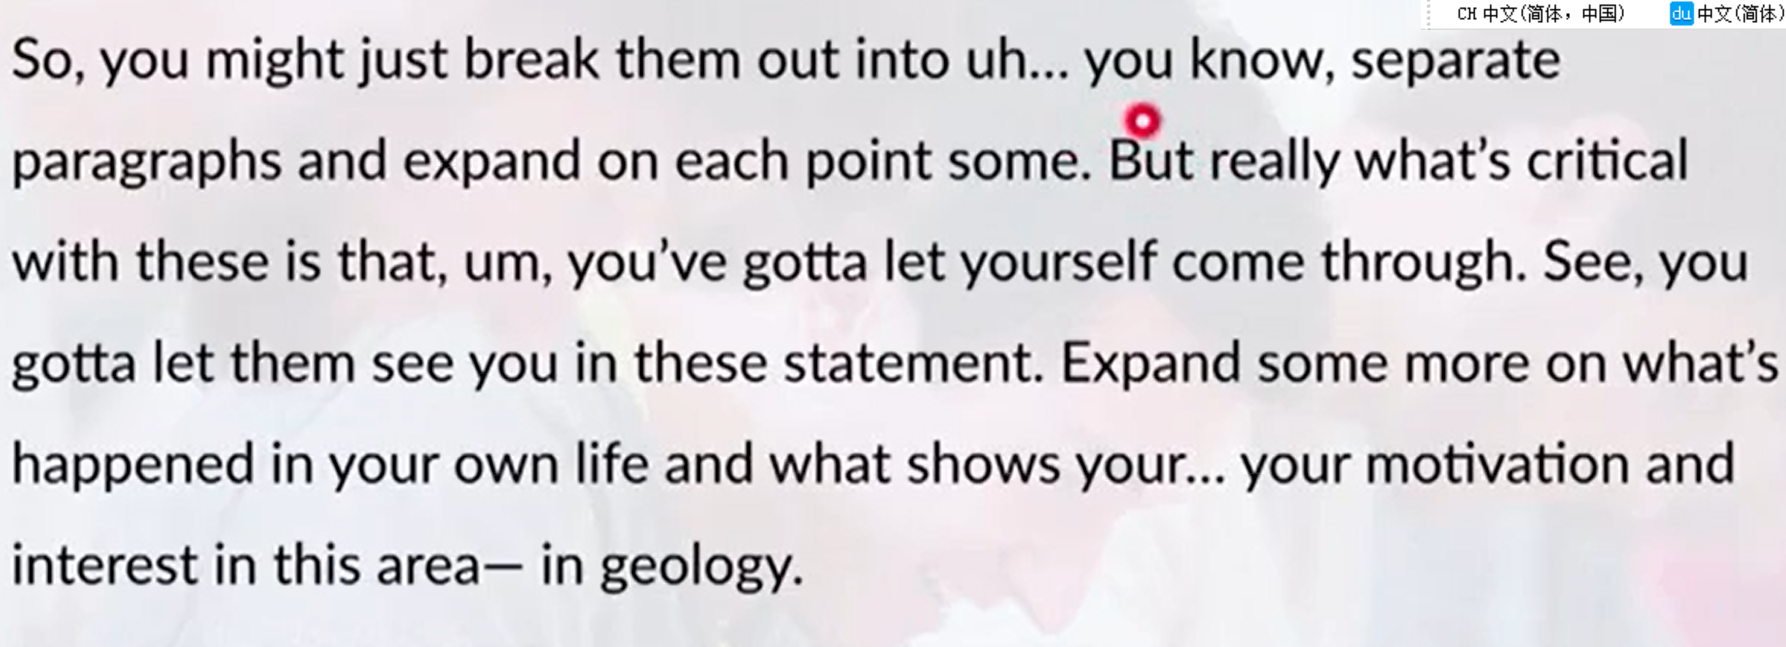 CH 中文(简体，中国) du 中文(简体)
So, you might just break them out into uh... you know, separate
paragraphs and expand on each point some. But really what’s critical
with these is that, um, you’ve gotta let yourself come through. See, you
gotta let them see you in these statement. Expand some more on what’s
happened in your own life and what shows your... your motivation and
interest in this area— in geology.